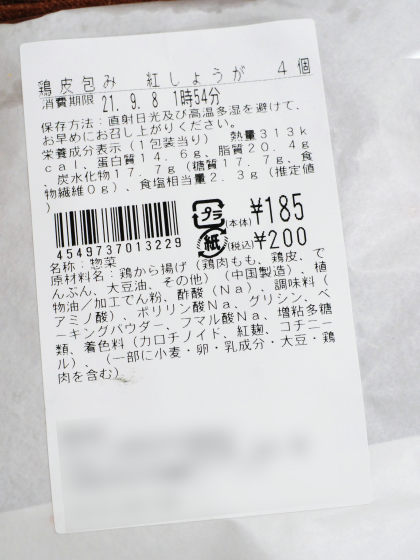 鶏皮包み 紅しょうが 4個
消費期限 21. 9. 8 1時54分
保存方法：直射日光及び高温多湿を避けて、
お早めにお召し上がりください。
栄養成分表示（1包装当り） 熱量313k
cal、蛋白質14.6g、脂質20.4g
、炭水化物17.7g（糖質17.7g、食
物繊維0g）、食塩相当量2.3g（推定値
）
プラ
紙
(本体) ¥185
(税込) ¥200
4549737013229
名称：惣菜
原材料名：鶏から揚げ（鶏肉もも、鶏皮、で
んぷん、大豆油、その他）（中国製造）、植
物油／加工でん粉、酢酸（Na）、調味料（
アミノ酸）、ポリリン酸Na、グリシン、ベ
ーキングパウダー、フマル酸Na、増粘多糖
類、着色料（カロチノイド、紅麹、コチニー
ル）、（一部に小麦・卵・乳成分・大豆・鶏
肉を含む）